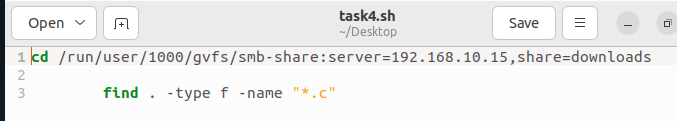 Open
task4.sh
~/Desktop
Save
1 cd /run/user/1000/gvfs/smb-share:server=192.168.10.15,share=downloads
2
3 find . -type f -name "*.c"